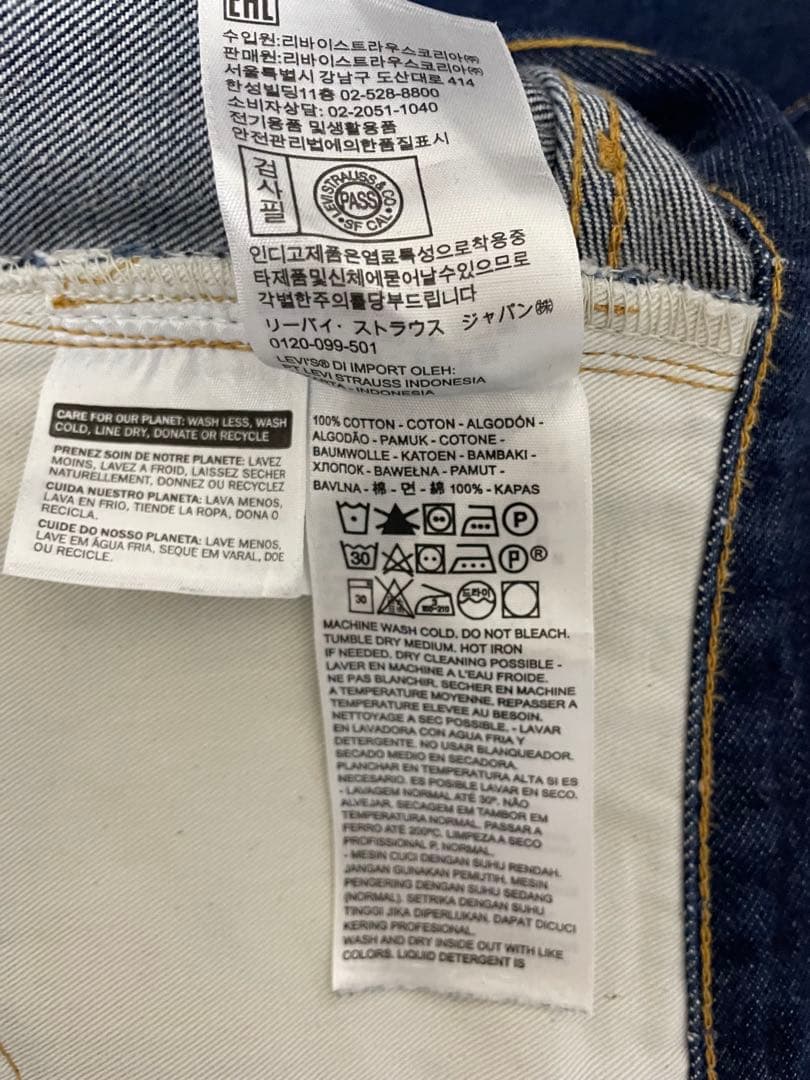 EAC
수입원:리바이스트라우스코리아㈜
판매원:리바이스트라우스코리아㈜
서울특별시 강남구 도산대로 414
한성빌딩11층 02-528-8800
소비자상담: 02-2051-1040
전기용품 및생활용품
안전관리법에의한품질표시
검사필
LEVI STRAUSS & CO
PASS
SF CAL
인디고제품은염료특성으로착용중
타제품및신체에묻어날수있으므로
각별한주의를당부드립니다
リーバイ・ストラウス ジャパン㈱
0120-099-501
LEVI'S® DI IMPORT OLEH:
PT LEVI STRAUSS INDONESIA
- INDONESIA
CARE FOR OUR PLANET: WASH LESS, WASH
COLD, LINE DRY, DONATE OR RECYCLE
PRENEZ SOIN DE NOTRE PLANETE: LAVEZ
MOINS, LAVEZ A FROID, LAISSEZ SECHER
NATURELLEMENT, DONNEZ OU RECYCLEZ
CUIDA NUESTRO PLANETA: LAVA MENOS,
LAVA EN FRIO, TIENDE LA ROPA, DONA O
RECICLA.
CUIDE DO NOSSO PLANETA: LAVE MENOS,
LAVE EM ÁGUA FRIA, SEQUE EM VARAL, DOE
OU RECICLE.
100% COTTON - COTON - ALGODÓN -
ALGODÃO - PAMUK - COTONE -
BAUMWOLLE - KATOEN - BAMBAKI -
ХЛОПОК - BAWEŁNA - PAMUT -
BAVLNA - 棉 - 면 - 綿 100% - KAPAS
P
30 P ®
30 3 180-210 드라이
MACHINE WASH COLD. DO NOT BLEACH.
TUMBLE DRY MEDIUM. HOT IRON
IF NEEDED. DRY CLEANING POSSIBLE -
LAVER EN MACHINE A L'EAU FROIDE.
NE PAS BLANCHIR. SECHER EN MACHINE
A TEMPERATURE MOYENNE. REPASSER A
TEMPERATURE ELEVEE AU BESOIN.
NETTOYAGE A SEC POSSIBLE. - LAVAR
EN LAVADORA CON AGUA FRIA Y
DETERGENTE. NO USAR BLANQUEADOR.
SECADO MEDIO EN SECADORA.
PLANCHAR EN TEMPERATURA ALTA SI ES
NECESARIO. ES POSIBLE LAVAR EN SECO.
- LAVAGEM NORMAL ATÉ 30º. NÃO
ALVEJAR. SECAGEM EM TAMBOR EM
TEMPERATURA NORMAL. PASSAR A
FERRO ATÉ 200ºC. LIMPEZA A SECO
PROFISSIONAL P. NORMAL.
- MESIN CUCI DENGAN SUHU RENDAH.
JANGAN GUNAKAN PEMUTIH. MESIN
PENGERING DENGAN SUHU SEDANG
(NORMAL). SETRIKA DENGAN SUHU
TINGGI JIKA DIPERLUKAN. DAPAT DICUCI
KERING PROFESIONAL.
WASH AND DRY INSIDE OUT WITH LIKE
COLORS. LIQUID DETERGENT IS